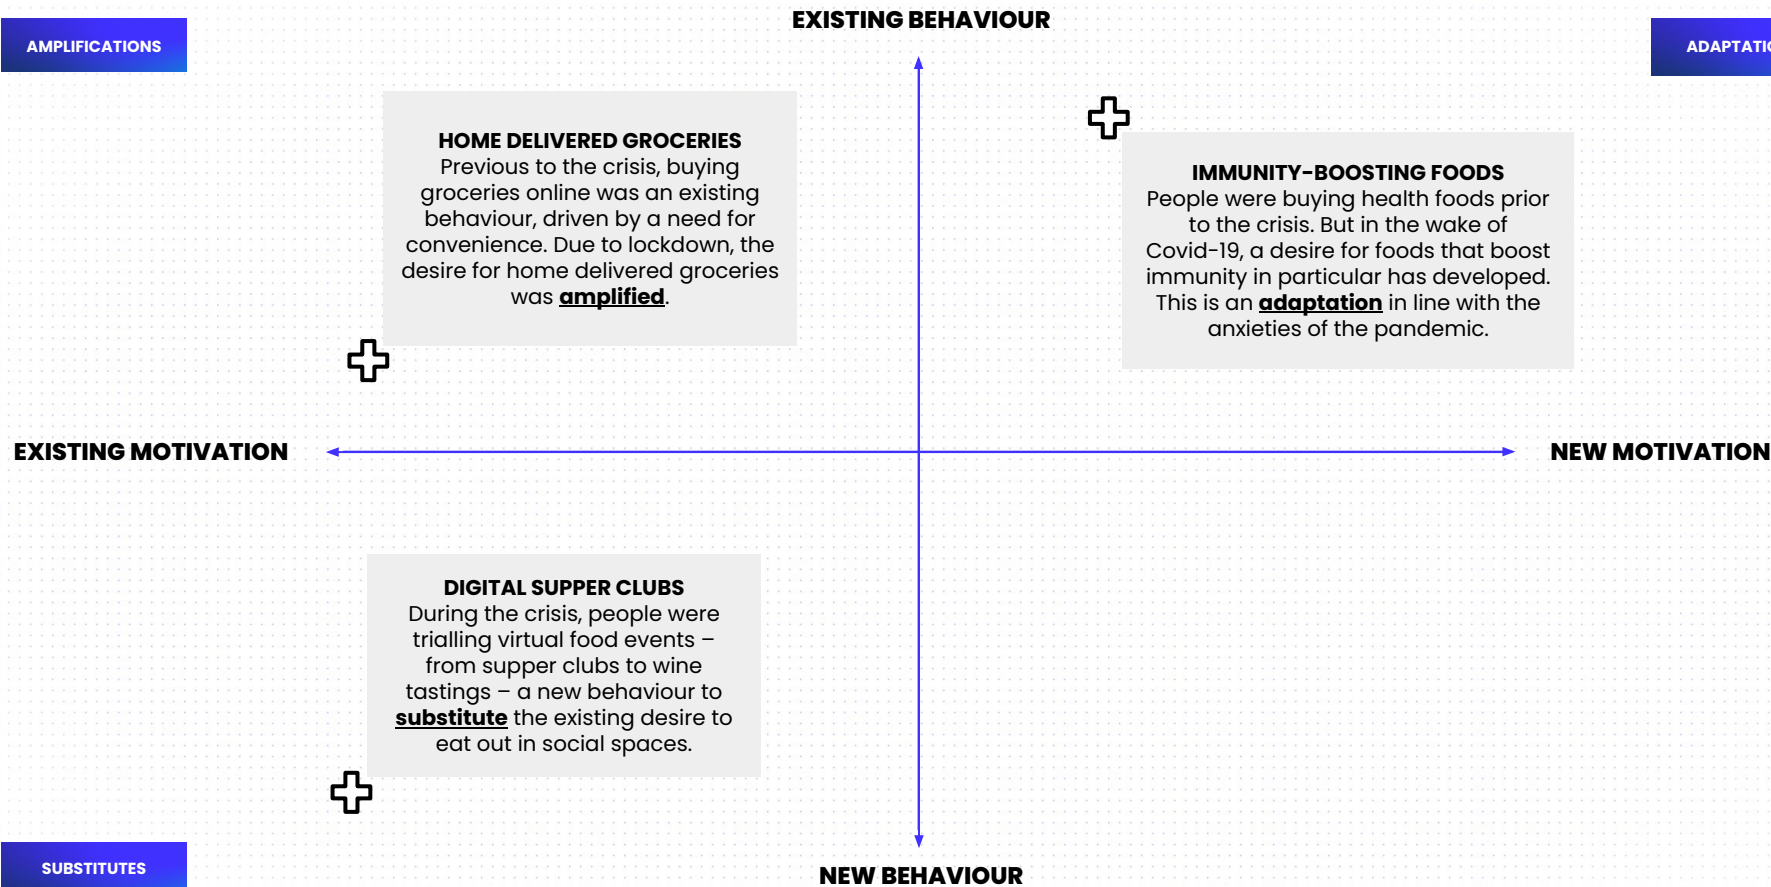 EXISTING BEHAVIOUR
AMPLIFICATIONS
HOME DELIVERED GROCERIES
Previous to the crisis, buying
groceries online was an existing
behaviour, driven by a need for
convenience. Due to lockdown, the
desire for home delivered groceries
was amplified.
IMMUNITY-BOOSTING FOODS
People were buying health foods prior
to the crisis. But in the wake of
Covid-19, a desire for foods that boost
immunity in particular has developed.
This is an adaptation in line with the
anxieties of the pandemic.
EXISTING MOTIVATION
NEW MOTIVATION
DIGITAL SUPPER CLUBS
During the crisis, people were
trialling virtual food events –
from supper clubs to wine
tastings – a new behaviour to
substitute the existing desire to
eat out in social spaces.
SUBSTITUTES
NEW BEHAVIOUR